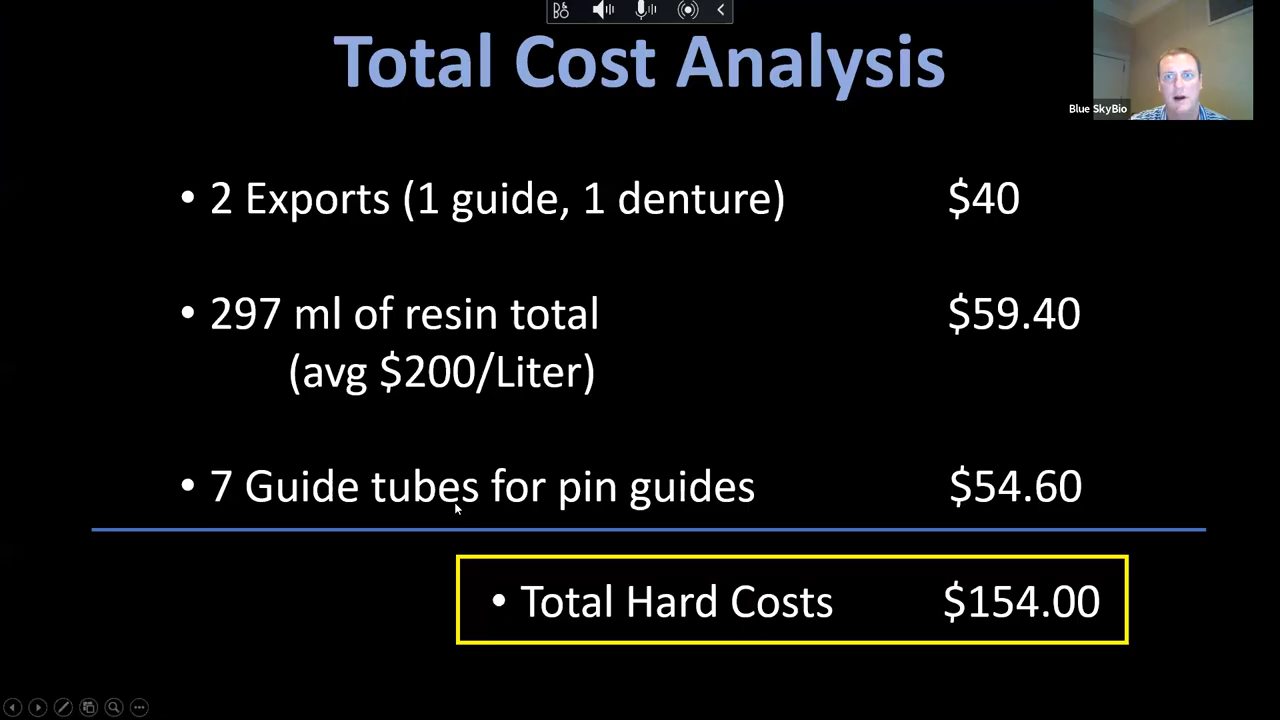 Total Cost Analysis
Blue SkyBio
• 2 Exports (1 guide, 1 denture) $40
• 297 ml of resin total $59.40
(avg $200/Liter)
• 7 Guide tubes for pin guides $54.60
• Total Hard Costs $154.00